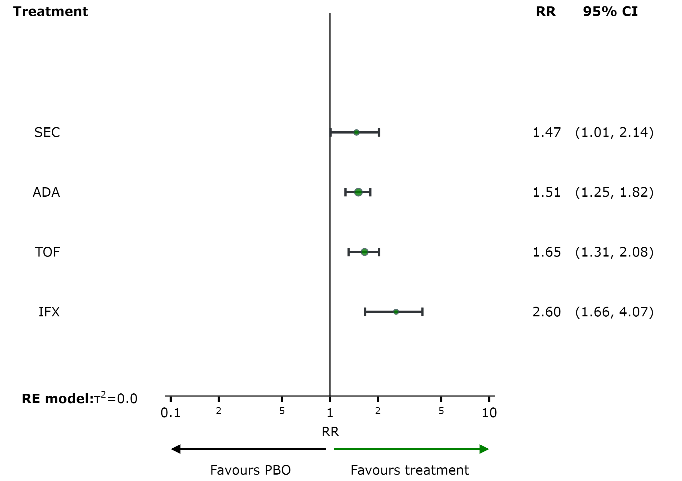 Treatment RR 95% CI
SEC 1.47 (1.01, 2.14)
ADA 1.51 (1.25, 1.82)
TOF 1.65 (1.31, 2.08)
IFX 2.60 (1.66, 4.07)
RE model:τ²=0.0
0.1 2 5 1 2 5 10
RR
Favours PBO Favours treatment